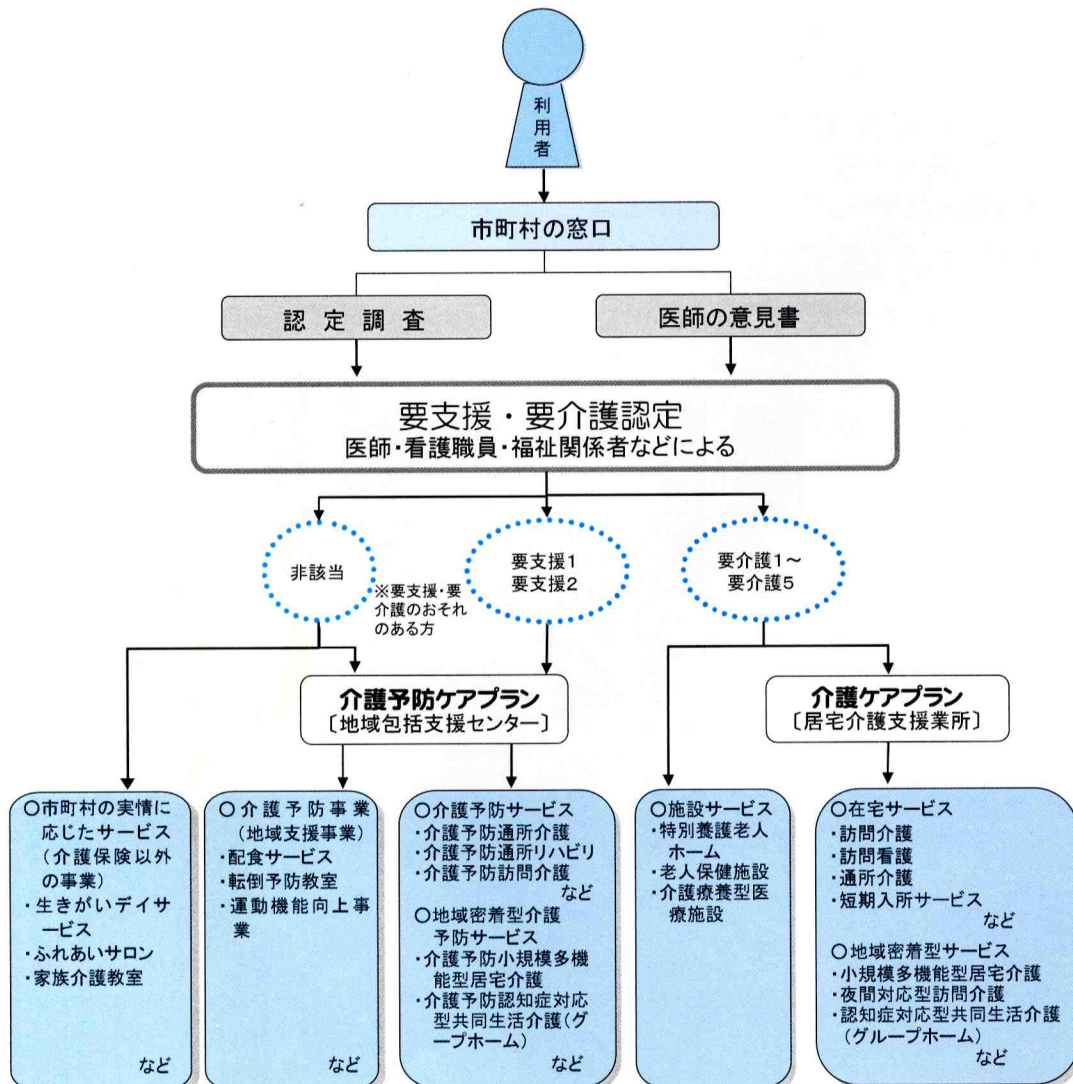 利用者
市町村の窓口
認定調査
医師の意見書
要支援・要介護認定
医師・看護職員・福祉関係者などによる
非該当
※要支援・要
介護のおそれ
のある方
要支援1
要支援2
要介護1～
要介護5
介護予防ケアプラン
〔地域包括支援センター〕
介護ケアプラン
〔居宅介護支援業所〕
○市町村の実情に
応じたサービス
(介護保険以外
の事業)
・生きがいデイサ
ービス
・ふれあいサロン
・家族介護教室
など
○介護予防事業
(地域支援事業)
・配食サービス
・転倒予防教室
・運動機能向上事
業
など
○介護予防サービス
・介護予防通所介護
・介護予防通所リハビリ
・介護予防訪問介護
など
○地域密着型介護
予防サービス
・介護予防小規模多機
能型居宅介護
・介護予防認知症対応
型共同生活介護(グ
ループホーム)
など
○施設サービス
・特別養護老人
ホーム
・老人保健施設
・介護療養型医
療施設
○在宅サービス
・訪問介護
・訪問看護
・通所介護
・短期入所サービス
など
○地域密着型サービス
・小規模多機能型居宅介護
・夜間対応型訪問介護
・認知症対応型共同生活介護
(グループホーム)
など